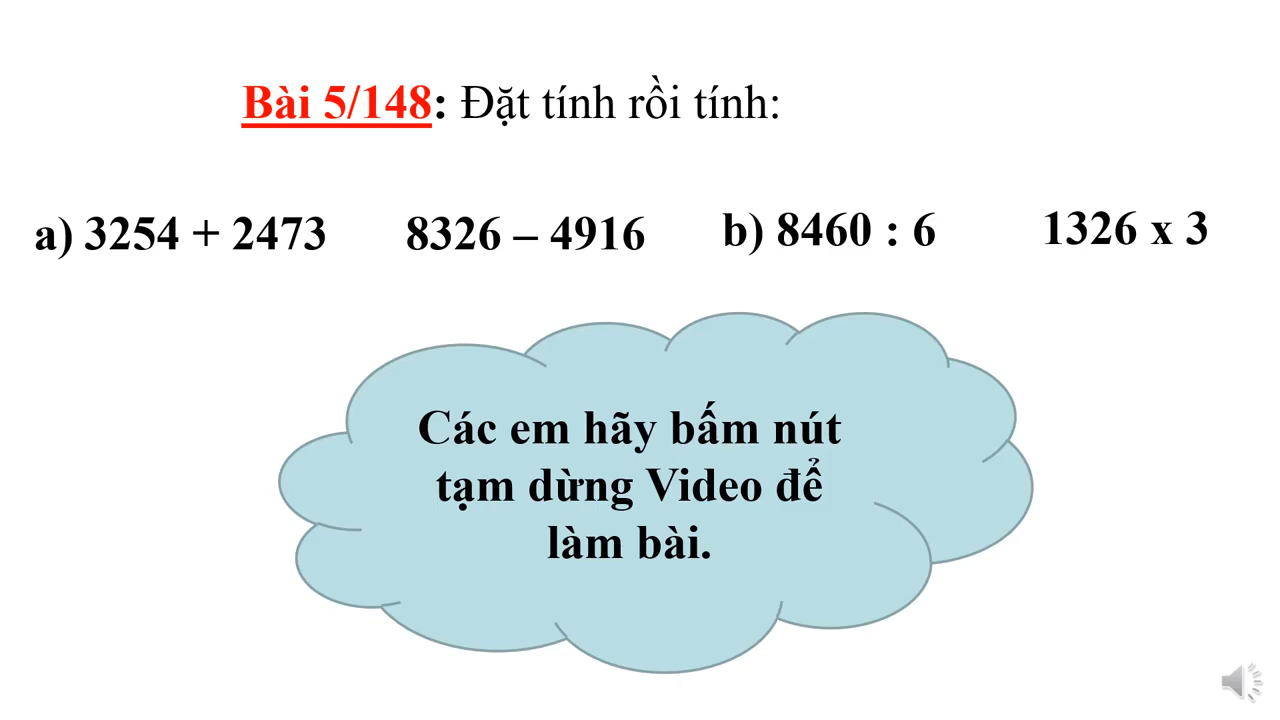 Bài 5/148: Đặt tính rồi tính:
a) 3254 + 2473 8326 – 4916 b) 8460 : 6 1326 x 3
Các em hãy bấm nút
tạm dừng Video để
làm bài.